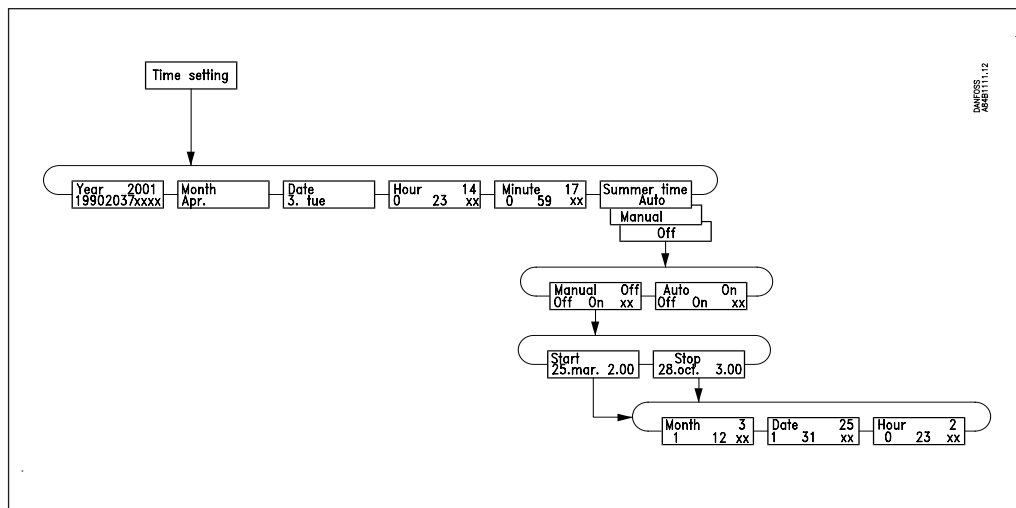 Time setting
DANFOSS
A84B1111.12
Year 2001
19902037xxxx
Month
Apr.
Date
3. tue
Hour 14
0 23 xx
Minute 17
0 59 xx
Summer time
Auto
Manual
Off
Manual Off
Off On xx
Auto On
Off On xx
Start
25.mar. 2.00
Stop
28.oct. 3.00
Month 3
1 12 xx
Date 25
1 31 xx
Hour 2
0 23 xx